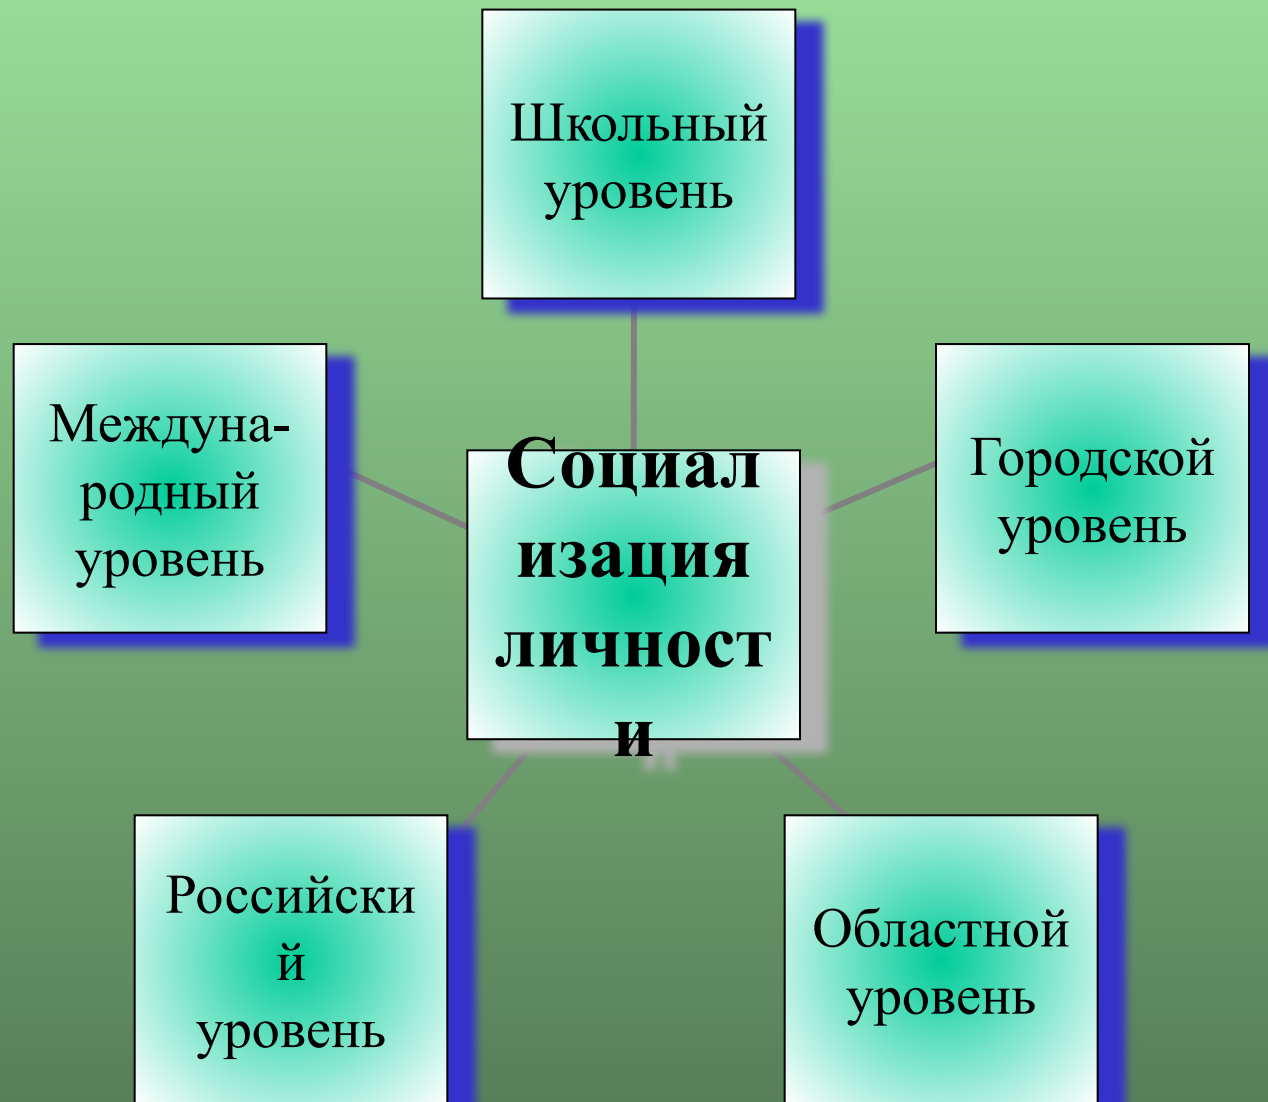 Школьный
уровень
Междуна-
родный
уровень
Городской
уровень
Социал
изация
личност
и
Российски
й
уровень
Областной
уровень